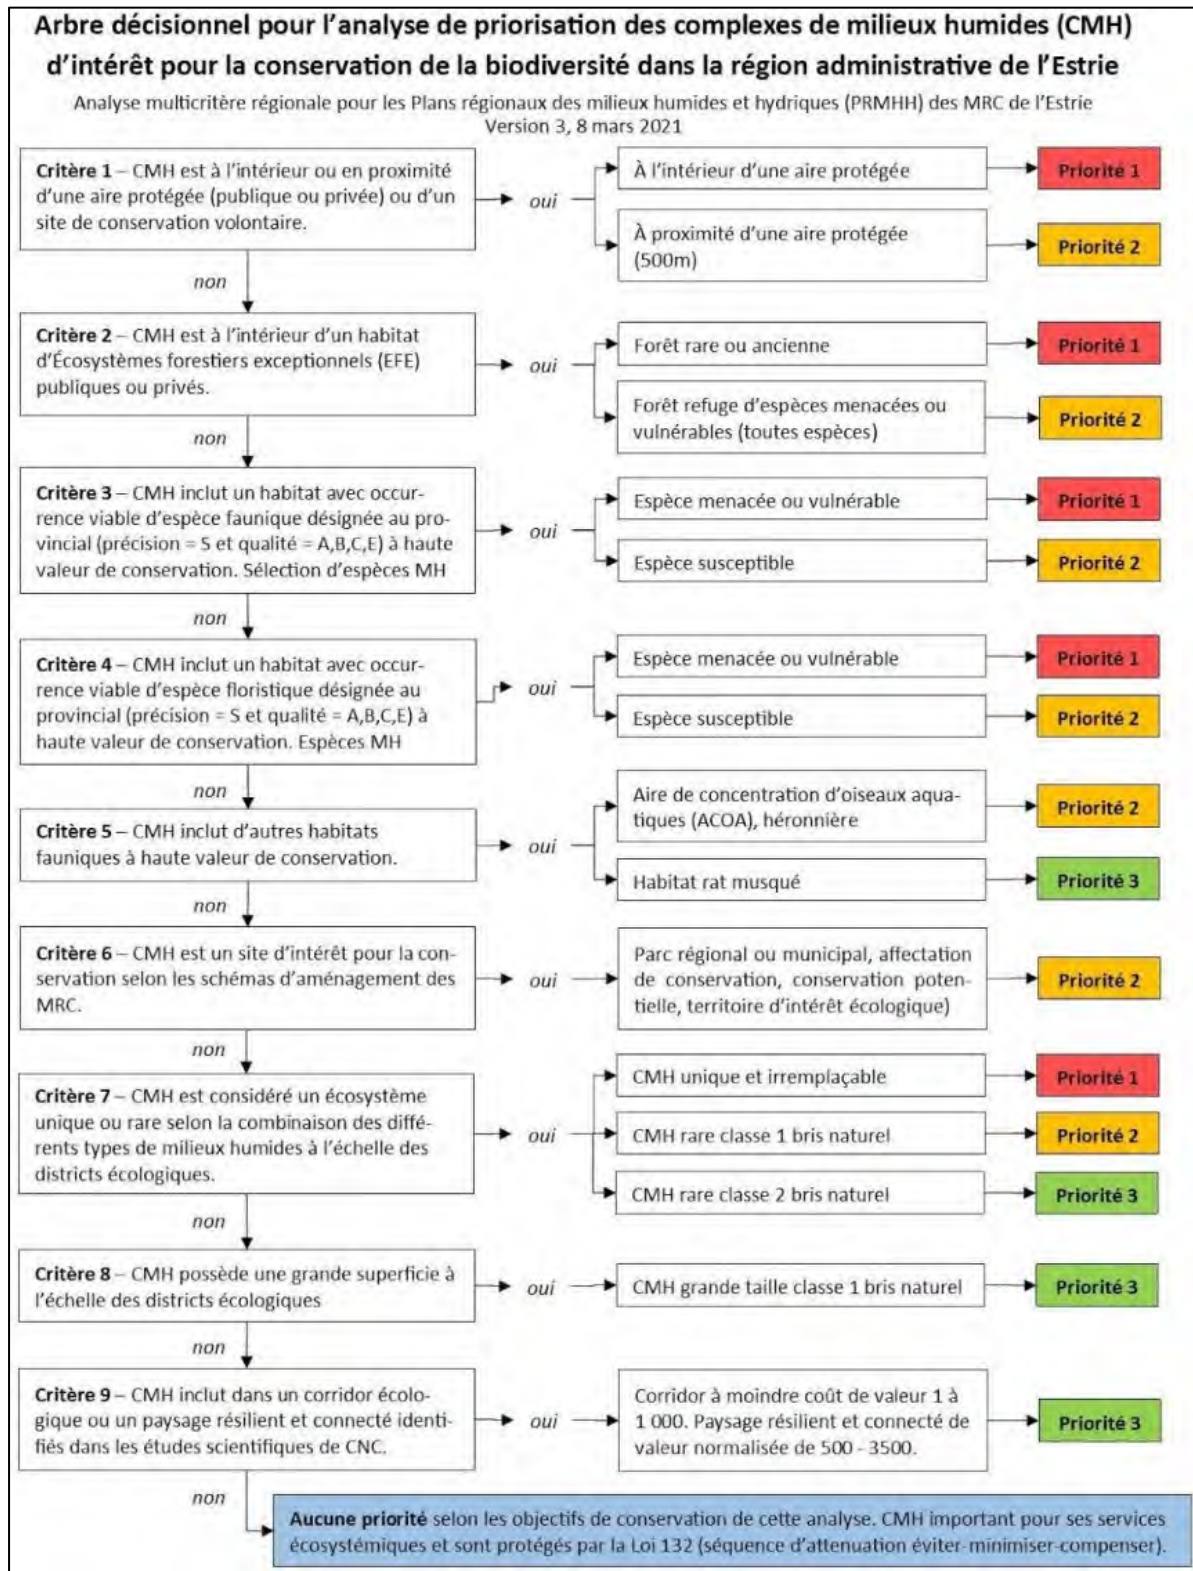 Arbre décisionnel pour l'analyse de priorisation des complexes de milieux humides (CMH)
d'intérêt pour la conservation de la biodiversité dans la région administrative de l'Estrie
Analyse multicritère régionale pour les Plans régionaux des milieux humides et hydriques (PRMHH) des MRC de l'Estrie
Version 3, 8 mars 2021
Critère 1 – CMH est à l'intérieur ou en proximité
d'une aire protégée (publique ou privée) ou d'un
site de conservation volontaire.
oui
À l'intérieur d'une aire protégée
Priorité 1
À proximité d'une aire protégée
(500m)
Priorité 2
non
Critère 2 – CMH est à l'intérieur d'un habitat
d'Écosystèmes forestiers exceptionnels (EFE)
publiques ou privés.
oui
Forêt rare ou ancienne
Priorité 1
Forêt refuge d'espèces menacées ou
vulnérables (toutes espèces)
Priorité 2
non
Critère 3 – CMH inclut un habitat avec occur-
rence viable d'espèce faunique désignée au pro-
vincial (précision = S et qualité = A,B,C,E) à haute
valeur de conservation. Sélection d'espèces MH
oui
Espèce menacée ou vulnérable
Priorité 1
Espèce susceptible
Priorité 2
non
Critère 4 – CMH inclut un habitat avec occur-
rence viable d'espèce floristique désignée au
provincial (précision = S et qualité = A,B,C,E) à
haute valeur de conservation. Espèces MH
oui
Espèce menacée ou vulnérable
Priorité 1
Espèce susceptible
Priorité 2
non
Critère 5 – CMH inclut d'autres habitats
fauniques à haute valeur de conservation.
oui
Aire de concentration d'oiseaux aqua-
tiques (ACOA), héronnière
Priorité 2
Habitat rat musqué
Priorité 3
non
Critère 6 – CMH est un site d'intérêt pour la con-
servation selon les schémas d'aménagement des
MRC.
oui
Parc régional ou municipal, affectation
de conservation, conservation poten-
tielle, territoire d'intérêt écologique)
Priorité 2
non
Critère 7 – CMH est considéré un écosystème
unique ou rare selon la combinaison des diffé-
rents types de milieux humides à l'échelle des
districts écologiques.
oui
CMH unique et irremplaçable
Priorité 1
CMH rare classe 1 bris naturel
Priorité 2
CMH rare classe 2 bris naturel
Priorité 3
non
Critère 8 – CMH possède une grande superficie à
l'échelle des districts écologiques
oui
CMH grande taille classe 1 bris naturel
Priorité 3
non
Critère 9 – CMH inclut dans un corridor écolo-
gique ou un paysage résilient et connecté identi-
fiés dans les études scientifiques de CNC.
oui
Corridor à moindre coût de valeur 1 à
1 000. Paysage résilient et connecté de
valeur normalisée de 500 - 3500.
Priorité 3
non
Aucune priorité selon les objectifs de conservation de cette analyse. CMH important pour ses services
écosystémiques et sont protégés par la Loi 132 (séquence d'attenuation éviter-minimiser-compenser).